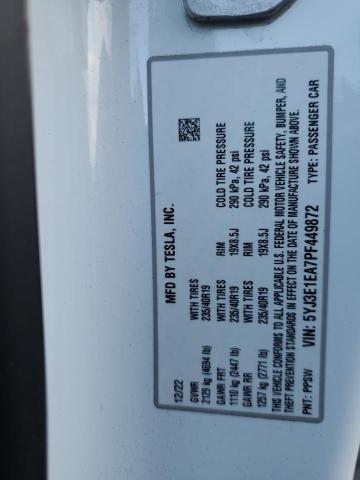 MFD BY TESLA, INC.
12/22
GVWR WITH TIRES COLD TIRE PRESSURE
2129 kg (4694 lb) 235/40R19 RIM 290 kPa, 42 psi
GAWR FRT WITH TIRES 19X8.5J COLD TIRE PRESSURE
1110 kg (2447 lb) 235/40R19 RIM 290 kPa, 42 psi
GAWR RR 19X8.5J
1257 kg (2771 lb)
THIS VEHICLE CONFORMS TO ALL APPLICABLE U.S. FEDERAL MOTOR VEHICLE SAFETY, BUMPER, AND
THEFT PREVENTION STANDARDS IN EFFECT ON THE DATE OF MANUFACTURE SHOWN ABOVE.
VIN: 5YJ3E1EA7PF449872 TYPE: PASSENGER CAR
PNT: PPSW